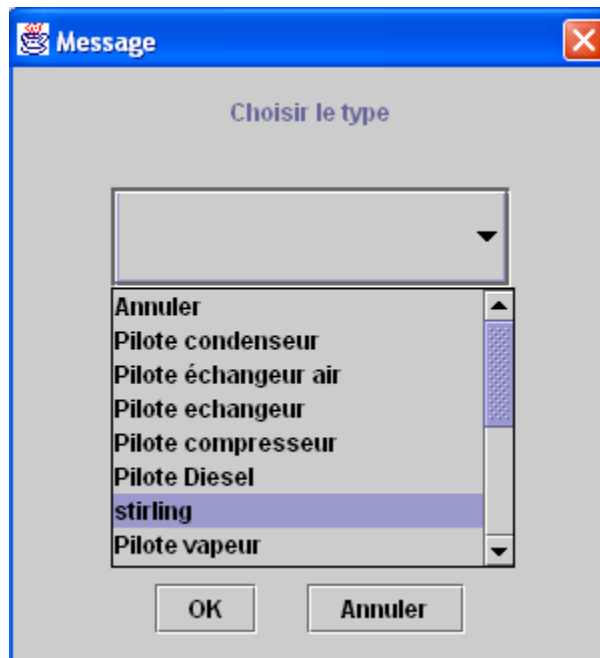 Message
Choisir le type
Annuler
Pilote condenseur
Pilote échangeur air
Pilote echangeur
Pilote compresseur
Pilote Diesel
stirling
Pilote vapeur
OK Annuler